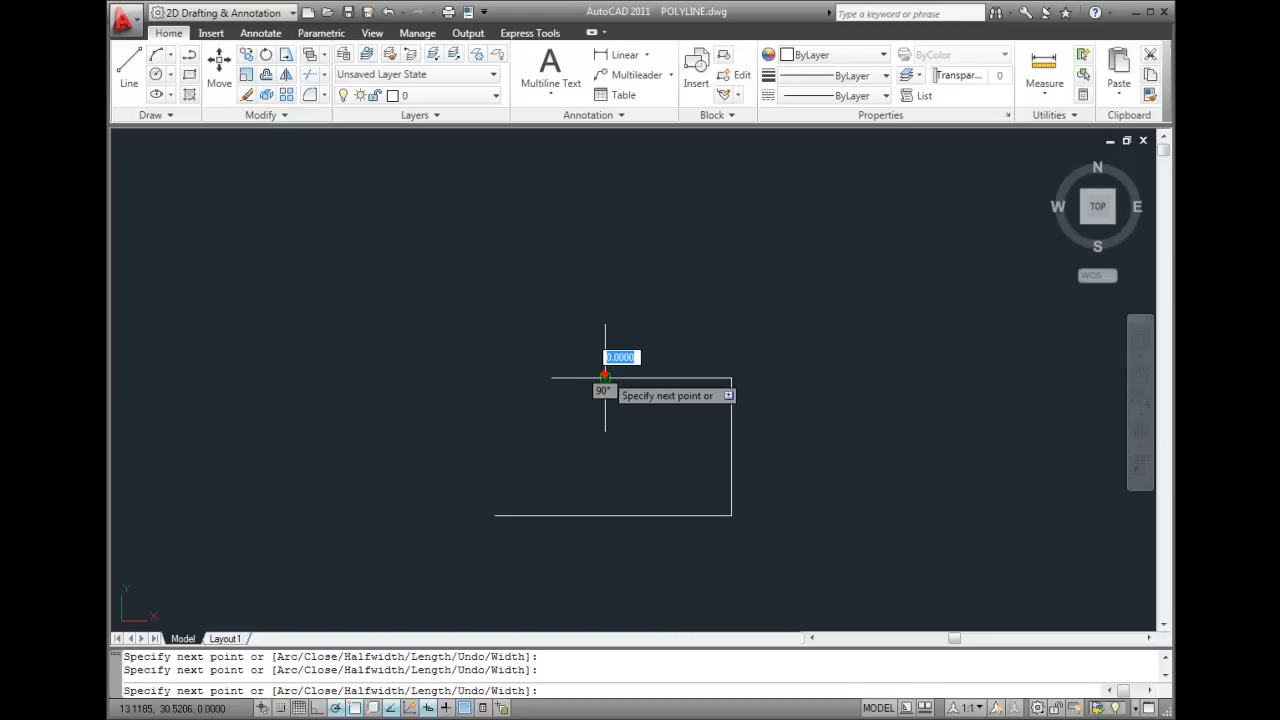 2D Drafting & Annotation
AutoCAD 2011 POLYLINE.dwg
Type a keyword or phrase
Home Insert Annotate Parametric View Manage Output Express Tools
Line
Move
Unsaved Layer State
0
Multiline Text
Linear
Multileader
Table
Insert
Edit
ByLayer
ByLayer
ByLayer
ByColor
Transpar... 0
List
Measure
Paste
Draw Modify Layers Annotation Block Properties Utilities Clipboard
N
W TOP E
S
WCS
0.0000
90°
Specify next point or
Y
X
Model Layout1
Specify next point or [Arc/Close/Halfwidth/Length/Undo/Width]:
Specify next point or [Arc/Close/Halfwidth/Length/Undo/Width]:
Specify next point or [Arc/Close/Halfwidth/Length/Undo/Width]:
13.1185, 30.5206, 0.0000
MODEL
1:1